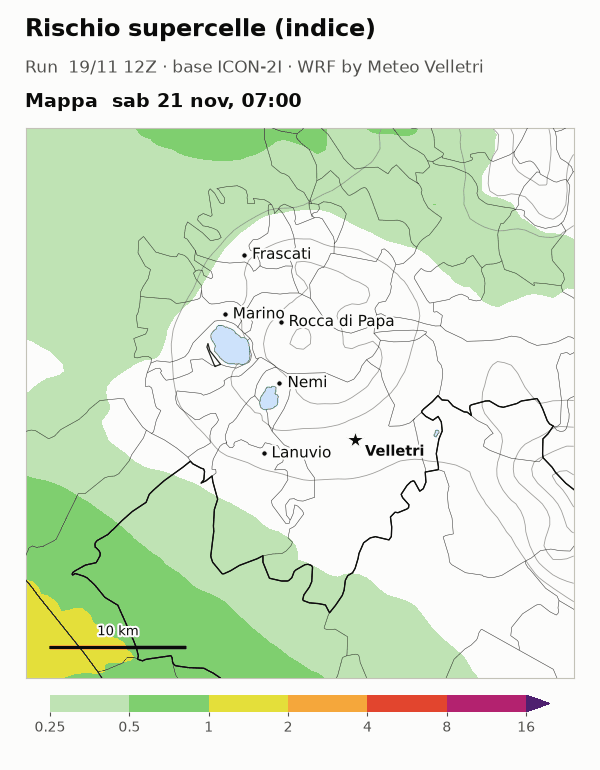 Rischio supercelle (indice)
Run  19/11 12Z · base ICON-2I · WRF by Meteo Velletri
Mappa  sab 21 nov, 07:00
Frascati
Marino
Rocca di Papa
Nemi
Velletri
Lanuvio
10 km
0.25 0.5 1 2 4 8 16